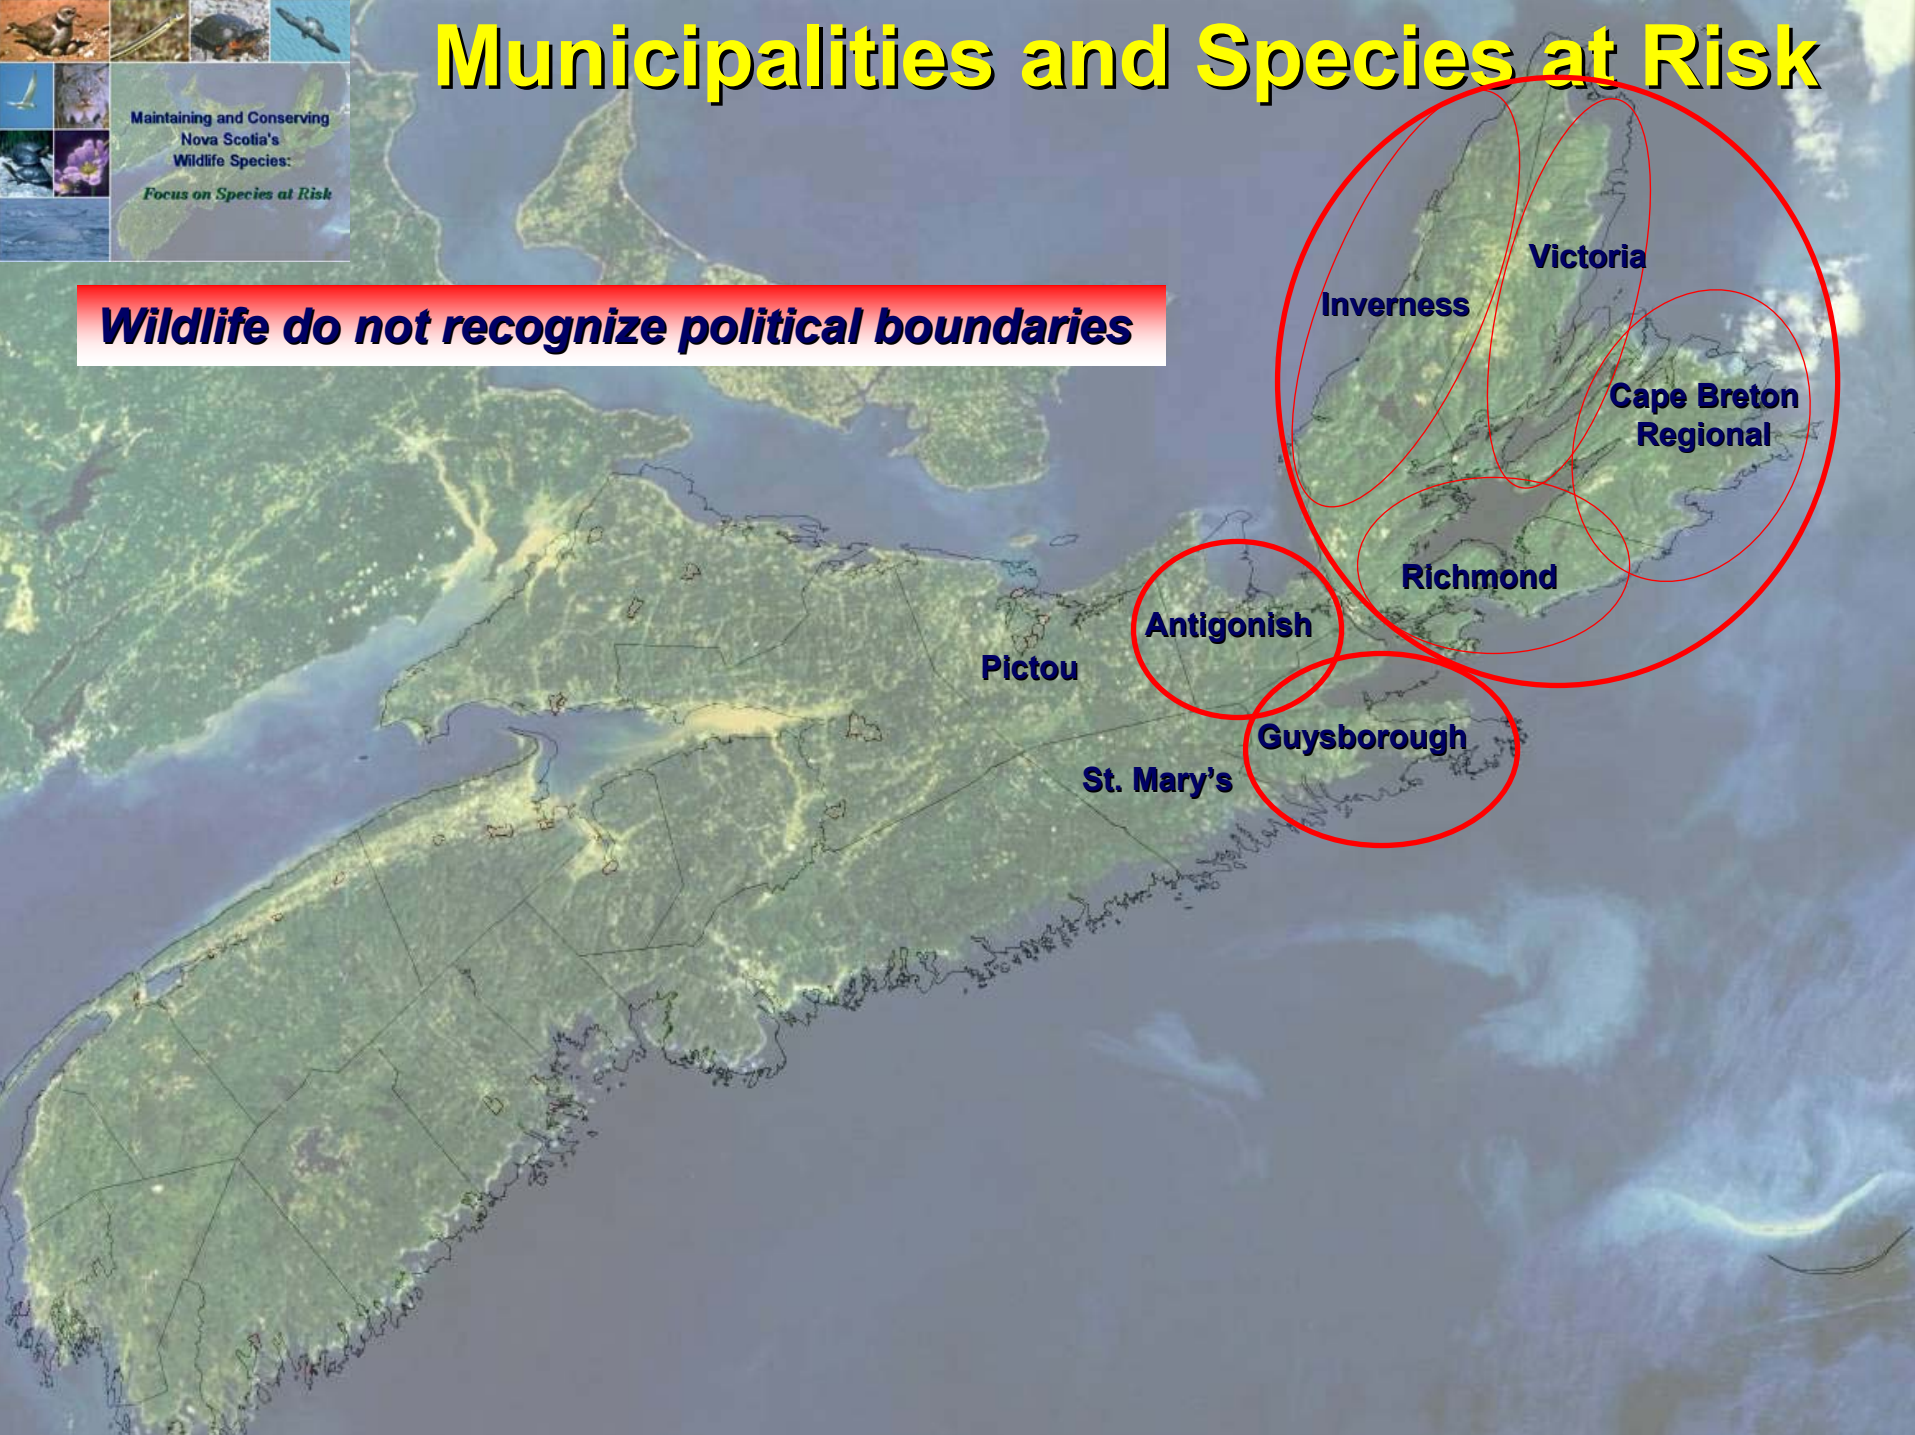 Municipalities and Species at Risk
Maintaining and Conserving
Nova Scotia's
Wildlife Species:
Focus on Species at Risk
Wildlife do not recognize political boundaries
Victoria
Inverness
Cape Breton
Regional
Richmond
Antigonish
Pictou
Guysborough
St. Mary’s